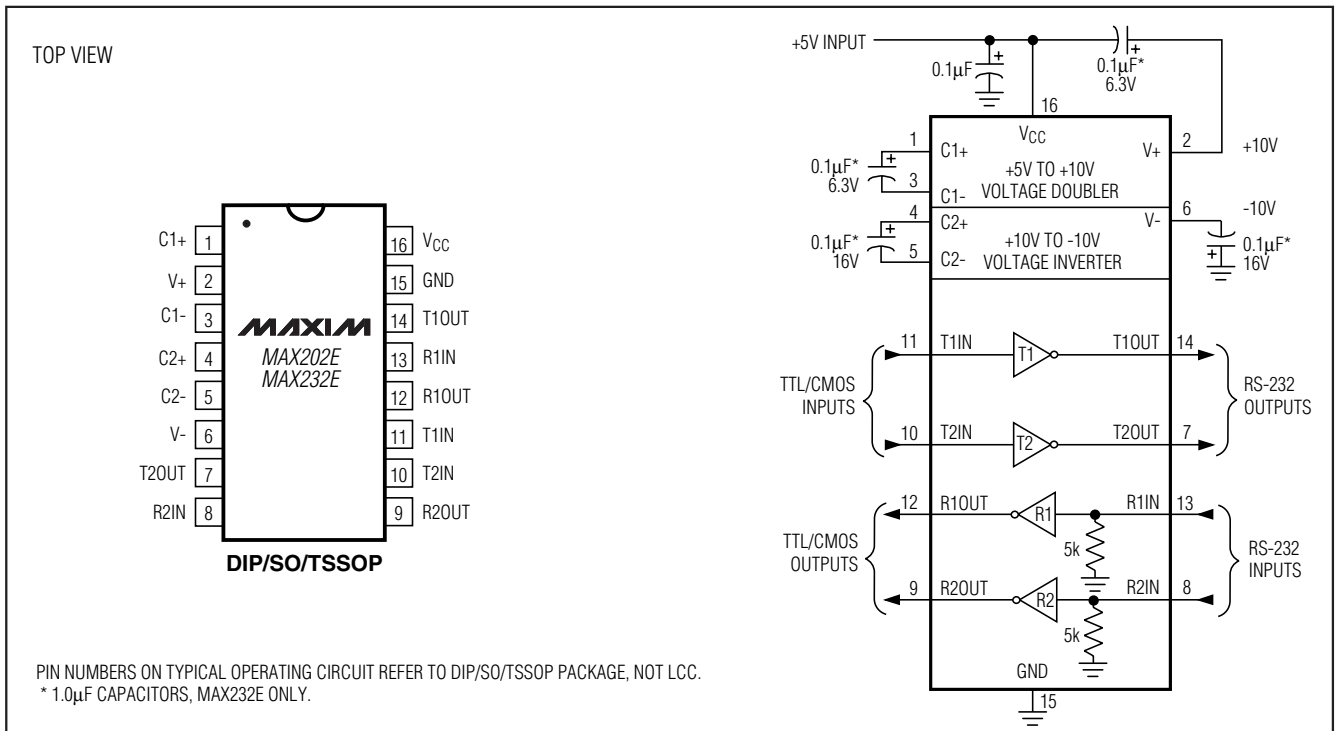 TOP VIEW
C1+ 1
V+ 2
C1- 3
C2+ 4
C2- 5
V- 6
T2OUT 7
R2IN 8
16 VCC
15 GND
14 T1OUT
13 R1IN
12 R1OUT
11 T1IN
10 T2IN
9 R2OUT
MAXIM
MAX202E
MAX232E
DIP/SO/TSSOP
+5V INPUT
0.1µF
+
0.1µF*
6.3V
+
16
VCC
1
C1+
+
0.1µF*
6.3V
3
C1-
+5V TO +10V
VOLTAGE DOUBLER
V+
2
+10V
4
C2+
+
0.1µF*
16V
5
C2-
+10V TO -10V
VOLTAGE INVERTER
V-
6
-10V
+
0.1µF*
16V
TTL/CMOS
INPUTS
11 T1IN T1 T1OUT 14
10 T2IN T2 T2OUT 7
RS-232
OUTPUTS
TTL/CMOS
OUTPUTS
12 R1OUT R1 R1IN 13
5k
9 R2OUT R2 R2IN 8
5k
RS-232
INPUTS
GND
15
PIN NUMBERS ON TYPICAL OPERATING CIRCUIT REFER TO DIP/SO/TSSOP PACKAGE, NOT LCC.
* 1.0µF CAPACITORS, MAX232E ONLY.